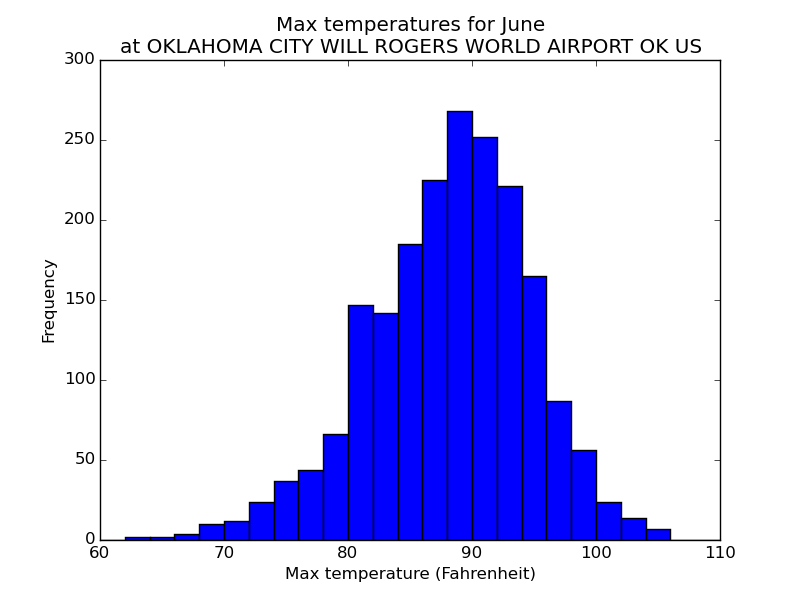 Max temperatures for June
at OKLAHOMA CITY WILL ROGERS WORLD AIRPORT OK US
300
250
200
150
100
50
0
Frequency
60 70 80 90 100 110
Max temperature (Fahrenheit)